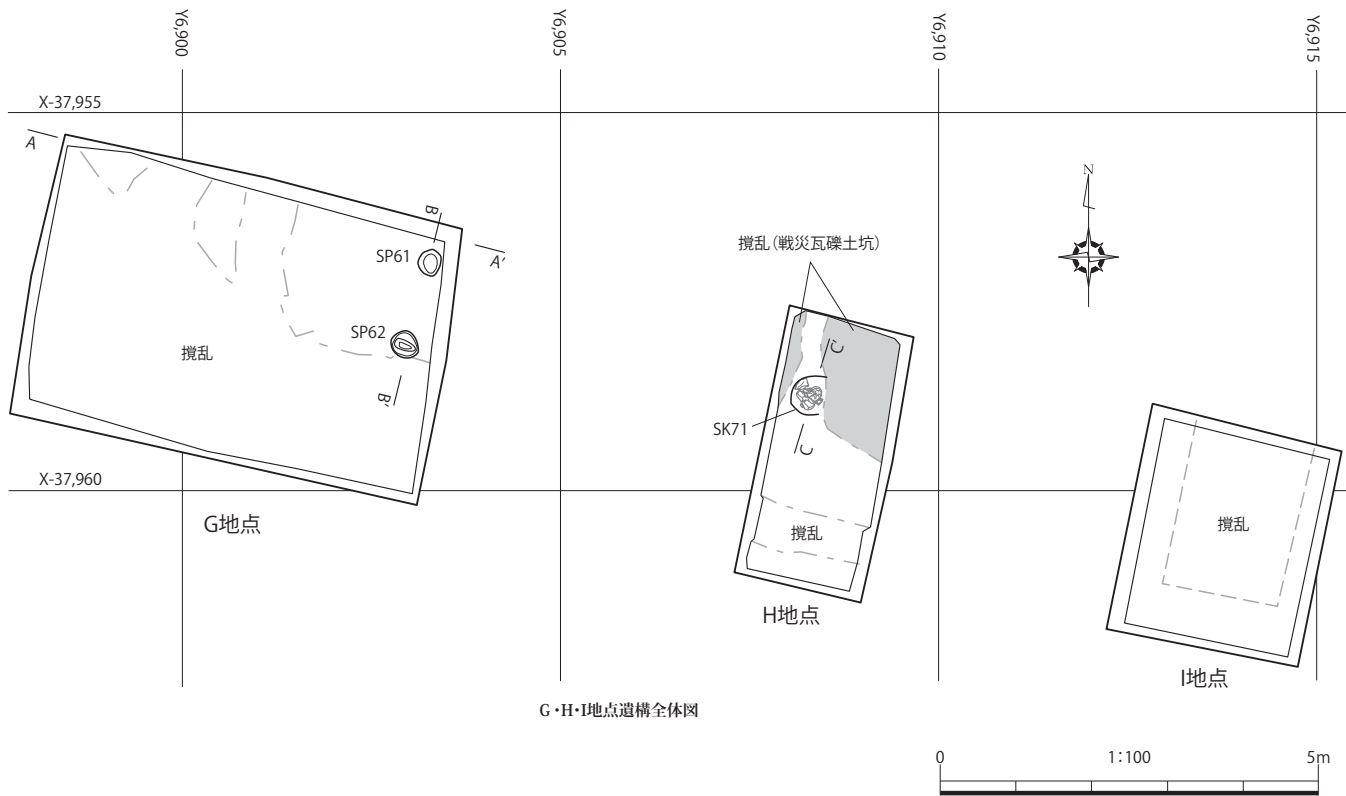 Y6,900
Y6,905
Y6,910
Y6,915
X-37,955
A
B
SP61
A'
SP62
撹乱
B'
N
撹乱（戦災瓦礫土坑）
C'
SK71
C
X-37,960
G地点
撹乱
撹乱
H地点
I地点
G・H・I地点遺構全体図
0 1：100 5m